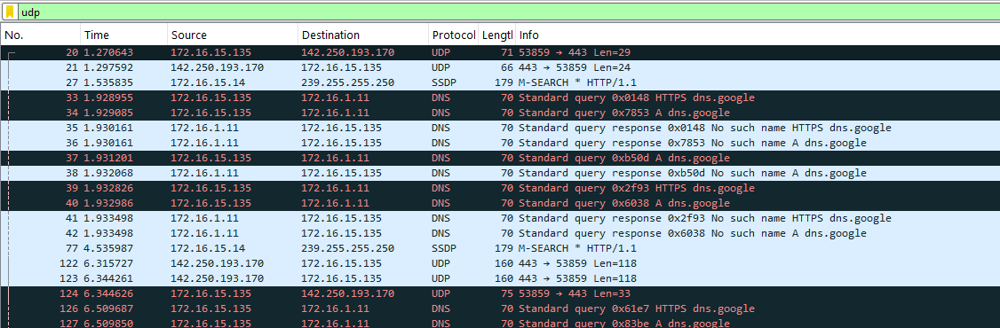 udp
No. Time Source Destination Protocol Lengtl Info
20 1.270643 172.16.15.135 142.250.193.170 UDP 71 53859 → 443 Len=29
21 1.297592 142.250.193.170 172.16.15.135 UDP 66 443 → 53859 Len=24
27 1.535835 172.16.15.14 239.255.255.250 SSDP 179 M-SEARCH * HTTP/1.1
33 1.928955 172.16.15.135 172.16.1.11 DNS 70 Standard query 0x0148 HTTPS dns.google
34 1.929085 172.16.15.135 172.16.1.11 DNS 70 Standard query 0x7853 A dns.google
35 1.930161 172.16.1.11 172.16.15.135 DNS 70 Standard query response 0x0148 No such name HTTPS dns.google
36 1.930161 172.16.1.11 172.16.15.135 DNS 70 Standard query response 0x7853 No such name A dns.google
37 1.931201 172.16.15.135 172.16.1.11 DNS 70 Standard query 0xb50d A dns.google
38 1.932068 172.16.1.11 172.16.15.135 DNS 70 Standard query response 0xb50d No such name A dns.google
39 1.932826 172.16.15.135 172.16.1.11 DNS 70 Standard query 0x2f93 HTTPS dns.google
40 1.932986 172.16.15.135 172.16.1.11 DNS 70 Standard query 0x6038 A dns.google
41 1.933498 172.16.1.11 172.16.15.135 DNS 70 Standard query response 0x2f93 No such name HTTPS dns.google
42 1.933498 172.16.1.11 172.16.15.135 DNS 70 Standard query response 0x6038 No such name A dns.google
77 4.535987 172.16.15.14 239.255.255.250 SSDP 179 M-SEARCH * HTTP/1.1
122 6.315727 142.250.193.170 172.16.15.135 UDP 160 443 → 53859 Len=118
123 6.344261 142.250.193.170 172.16.15.135 UDP 160 443 → 53859 Len=118
124 6.344626 172.16.15.135 142.250.193.170 UDP 75 53859 → 443 Len=33
126 6.509687 172.16.15.135 172.16.1.11 DNS 70 Standard query 0x61e7 HTTPS dns.google
127 6.509850 172.16.15.135 172.16.1.11 DNS 70 Standard query 0x83be A dns.google